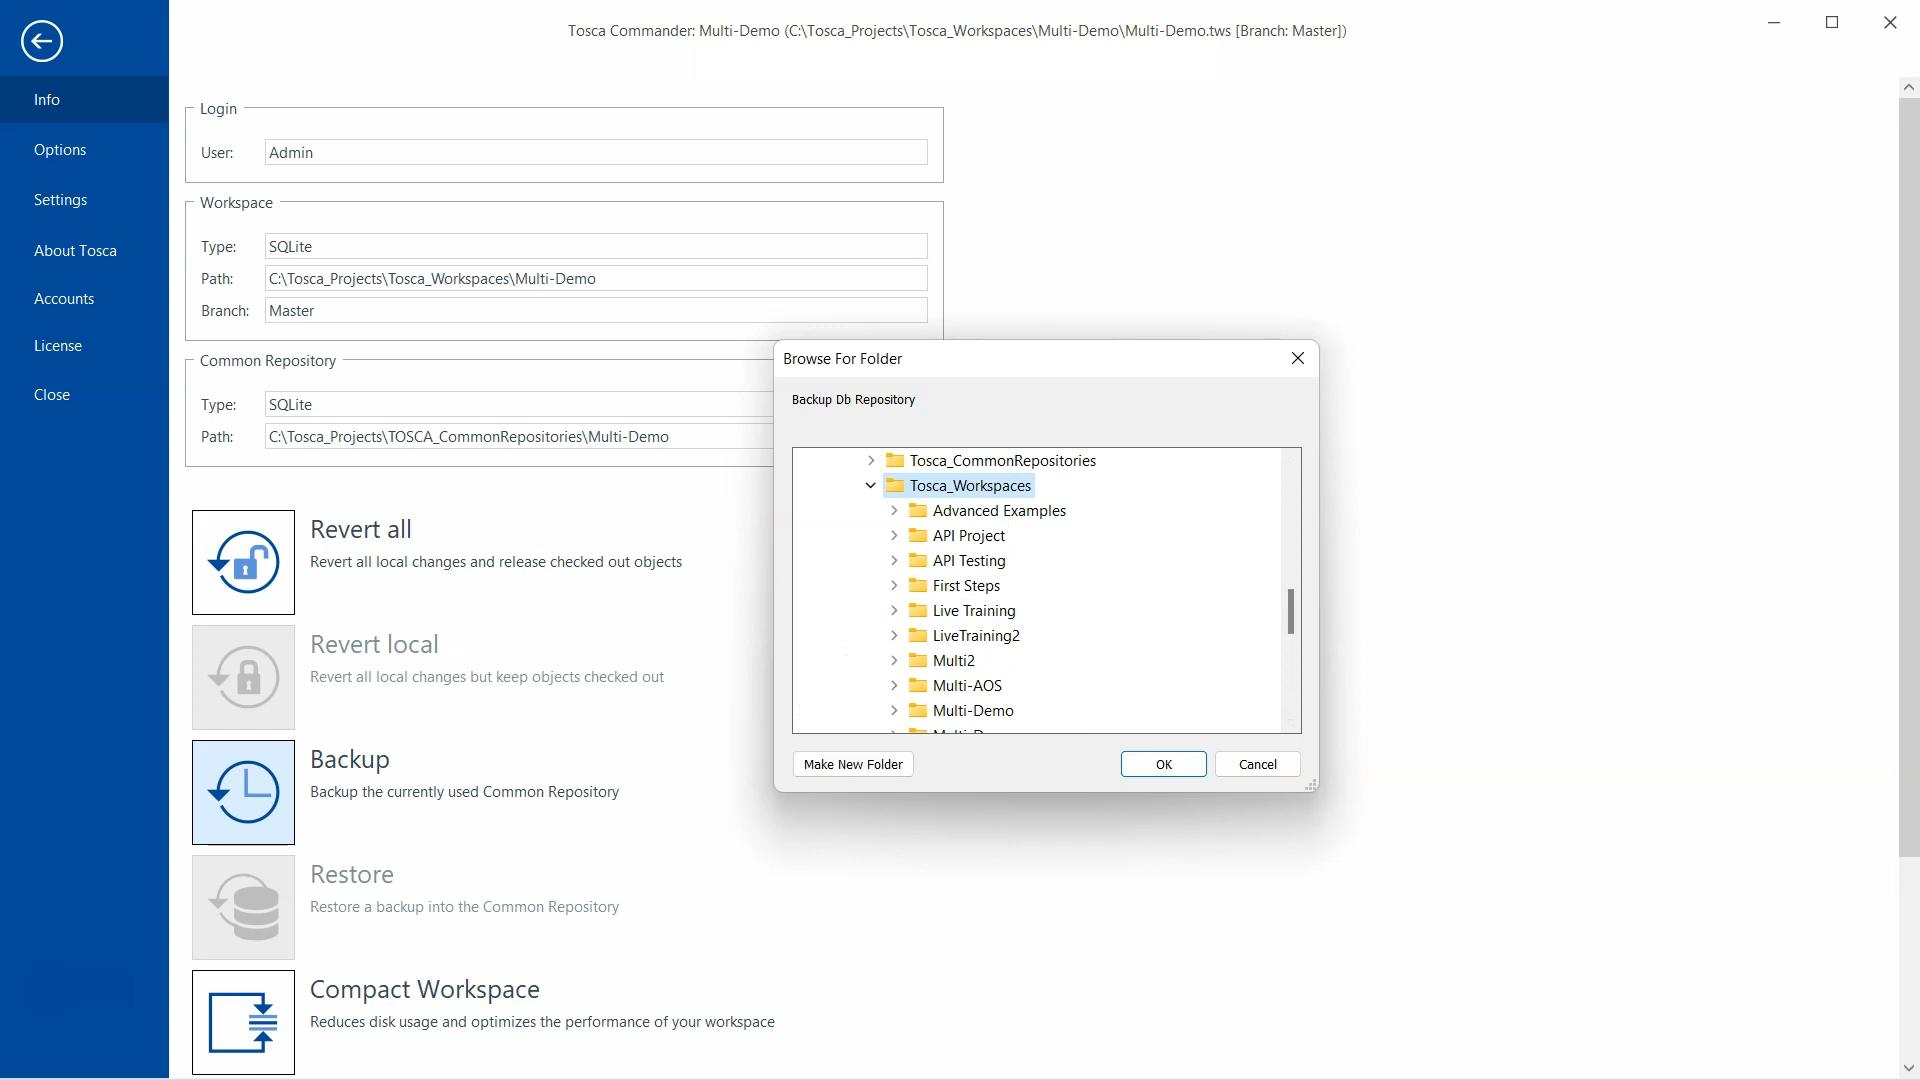 Tosca Commander: Multi-Demo (C:\Tosca_Projects\Tosca_Workspaces\Multi-Demo\Multi-Demo.tws [Branch: Master])
Info
Options
Settings
About Tosca
Accounts
License
Close
Login
User: Admin
Workspace
Type: SQLite
Path: C:\Tosca_Projects\Tosca_Workspaces\Multi-Demo
Branch: Master
Common Repository
Type: SQLite
Path: C:\Tosca_Projects\TOSCA_CommonRepositories\Multi-Demo
Revert all
Revert all local changes and release checked out objects
Revert local
Revert all local changes but keep objects checked out
Backup
Backup the currently used Common Repository
Restore
Restore a backup into the Common Repository
Compact Workspace
Reduces disk usage and optimizes the performance of your workspace
Browse For Folder
Backup Db Repository
Tosca_CommonRepositories
Tosca_Workspaces
Advanced Examples
API Project
API Testing
First Steps
Live Training
LiveTraining2
Multi2
Multi-AOS
Multi-Demo
Make New Folder
OK
Cancel